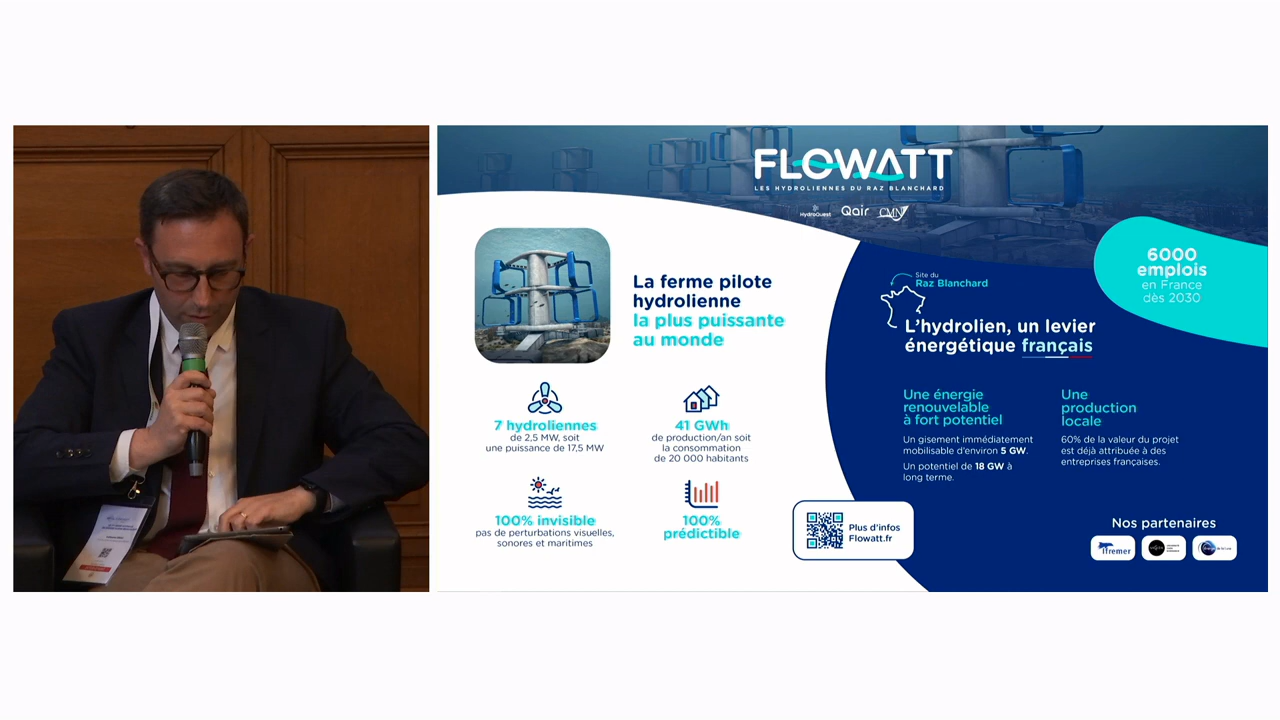 FLOWATT
LES HYDROLIENNES DU RAZ BLANCHARD
HydroQuest
Qair
CMN
La ferme pilote
hydrolienne
la plus puissante
au monde
7 hydroliennes
de 2,5 MW, soit
une puissance de 17,5 MW
41 GWh
de production/an soit
la consommation
de 20 000 habitants
100% invisible
pas de perturbations visuelles,
sonores et maritimes
100%
prédictible
Plus d'infos
Flowatt.fr
6000
emplois
en France
dès 2030
Site du
Raz Blanchard
L'hydrolien, un levier
énergétique français
Une énergie
renouvelable
à fort potentiel
Un gisement immédiatement
mobilisable d'environ 5 GW.
Un potentiel de 18 GW à
long terme.
Une
production
locale
60% de la valeur du projet
est déjà attribuée à des
entreprises françaises.
Nos partenaires
Ifremer